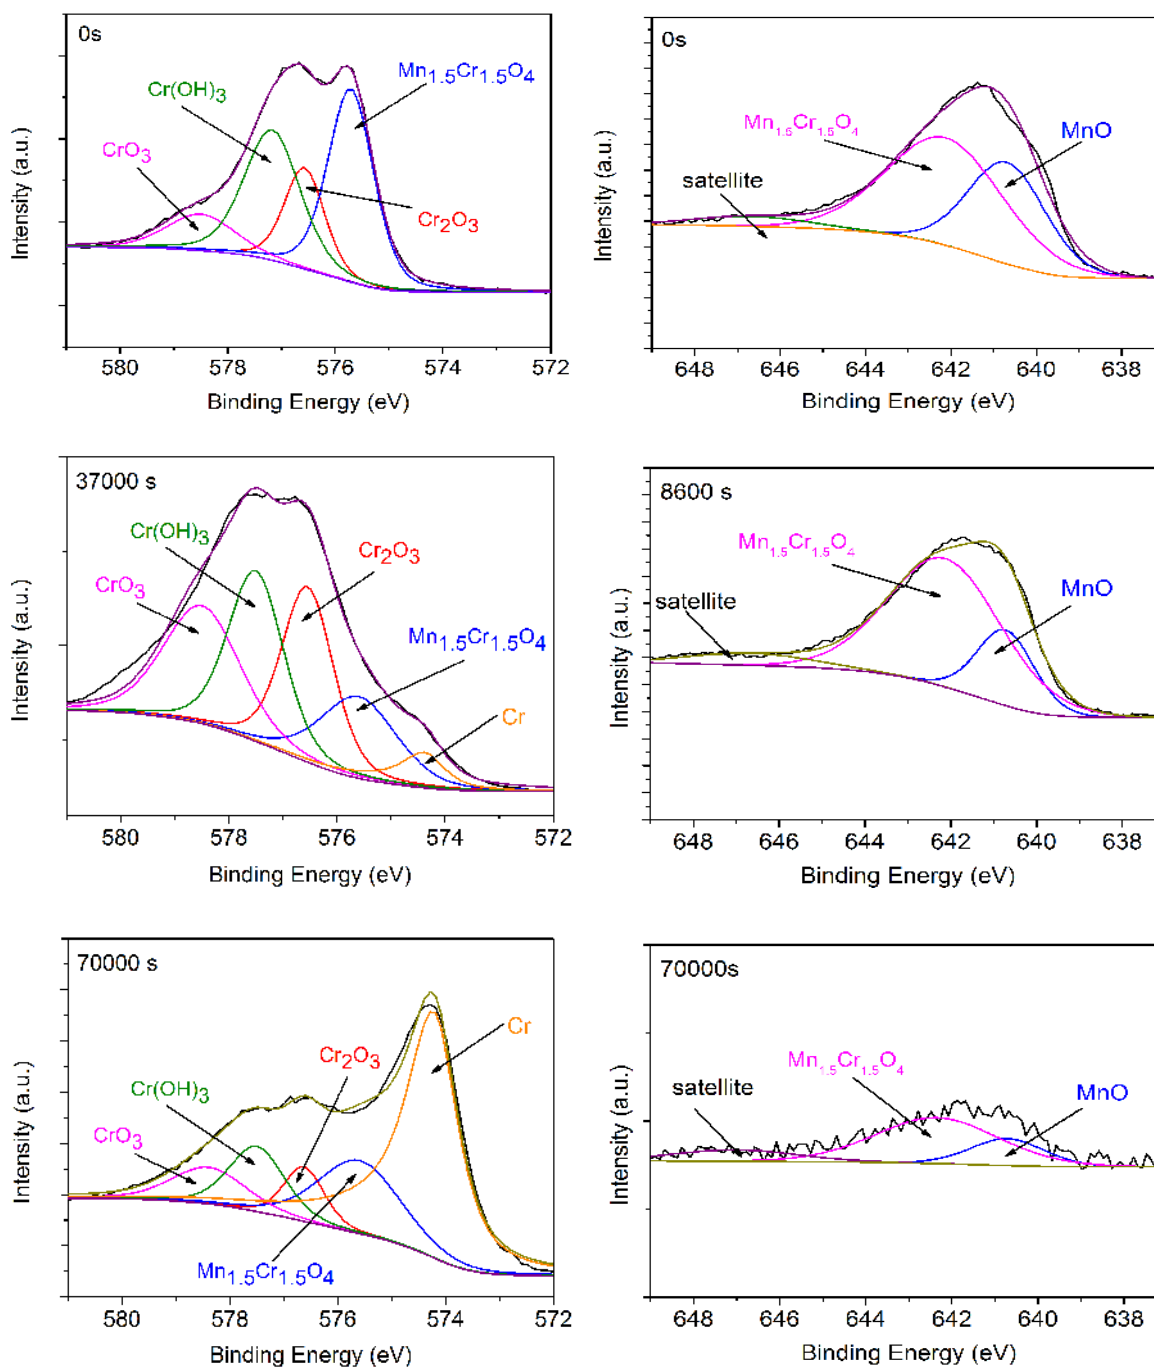 0s
Mn1.5Cr1.5O4
Cr(OH)3
CrO3
Cr2O3
Intensity (a.u.)
580 578 576 574 572
Binding Energy (eV)
0s
Mn1.5Cr1.5O4
MnO
satellite
Intensity (a.u.)
648 646 644 642 640 638
Binding Energy (eV)
37000 s
Cr(OH)3
Cr2O3
CrO3
Mn1.5Cr1.5O4
Cr
Intensity (a.u.)
580 578 576 574 572
Binding Energy (eV)
8600 s
Mn1.5Cr1.5O4
MnO
satellite
Intensity (a.u.)
648 646 644 642 640 638
Binding Energy (eV)
70000 s
Cr
Cr2O3
Cr(OH)3
CrO3
Mn1.5Cr1.5O4
Intensity (a.u.)
580 578 576 574 572
Binding Energy (eV)
70000s
Mn1.5Cr1.5O4
satellite
MnO
Intensity (a.u.)
648 646 644 642 640 638
Binding Energy (eV)